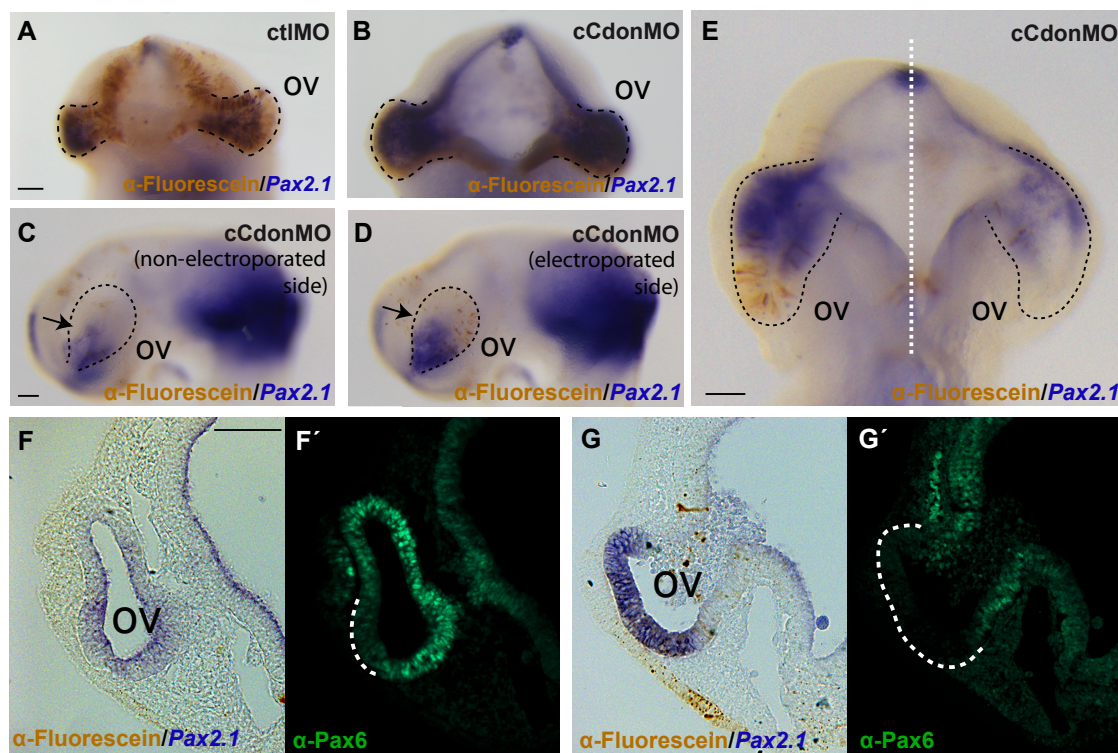 A
ctlMO
OV
α-Fluorescein/Pax2.1
B
cCdonMO
OV
α-Fluorescein/Pax2.1
C
cCdonMO
(non-electroporated
side)
OV
α-Fluorescein/Pax2.1
D
cCdonMO
(electroporated
side)
OV
α-Fluorescein/Pax2.1
E
cCdonMO
OV
OV
α-Fluorescein/Pax2.1
F
OV
α-Fluorescein/Pax2.1
F´
α-Pax6
G
OV
α-Fluorescein/Pax2.1
G´
α-Pax6